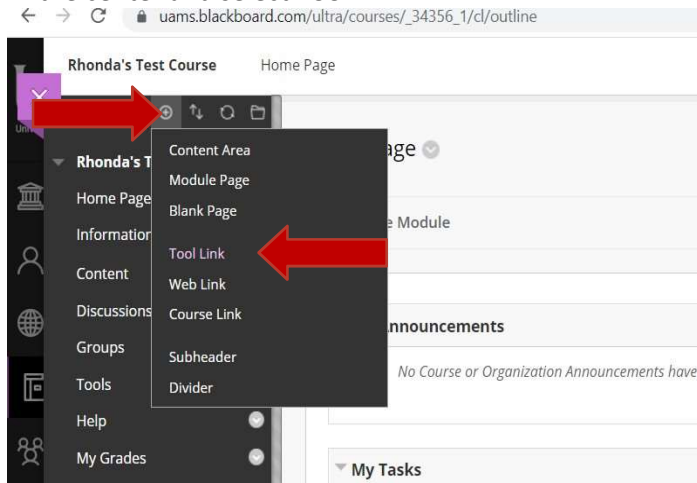 uams.blackboard.com/ultra/courses/_34356_1/cl/outline
Rhonda's Test Course Home Page
Rhonda's T
Home Page
Information
Content
Discussions
Groups
Tools
Help
My Grades
Content Area
Module Page
Blank Page
Tool Link
Web Link
Course Link
Subheader
Divider
age
Module
nnouncements
No Course or Organization Announcements have
My Tasks